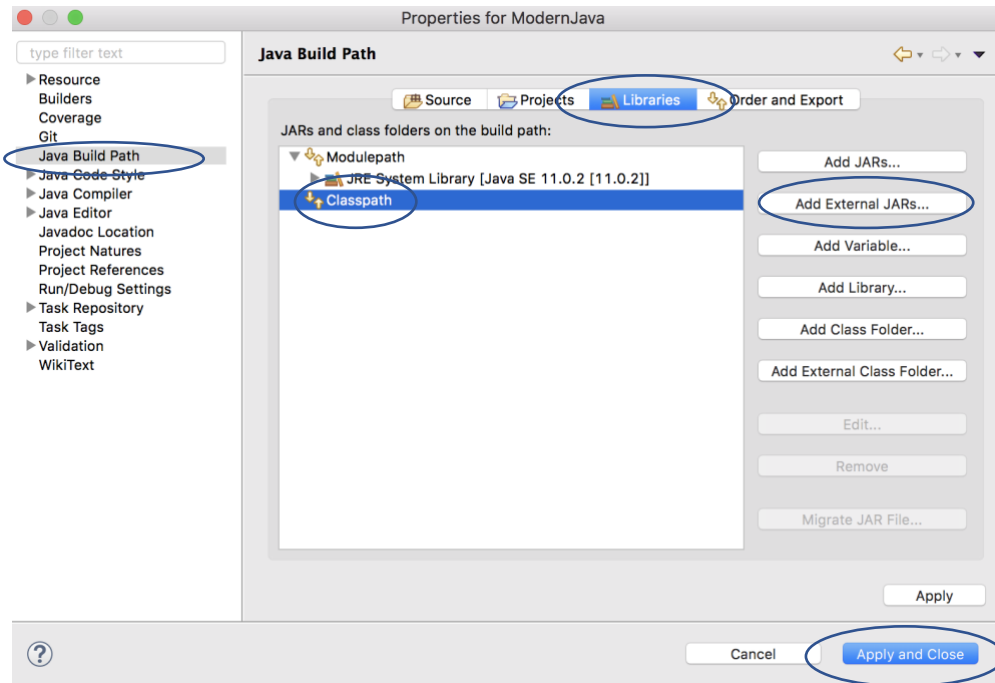 Properties for ModernJava
type filter text
Resource
Builders
Coverage
Git
Java Build Path
Java Code Style
Java Compiler
Java Editor
Javadoc Location
Project Natures
Project References
Run/Debug Settings
Task Repository
Task Tags
Validation
WikiText
Java Build Path
Source Projects Libraries Order and Export
JARs and class folders on the build path:
Modulepath
JRE System Library [Java SE 11.0.2 [11.0.2]]
Classpath
Add JARs...
Add External JARs...
Add Variable...
Add Library...
Add Class Folder...
Add External Class Folder...
Edit...
Remove
Migrate JAR File...
Apply
?
Cancel Apply and Close